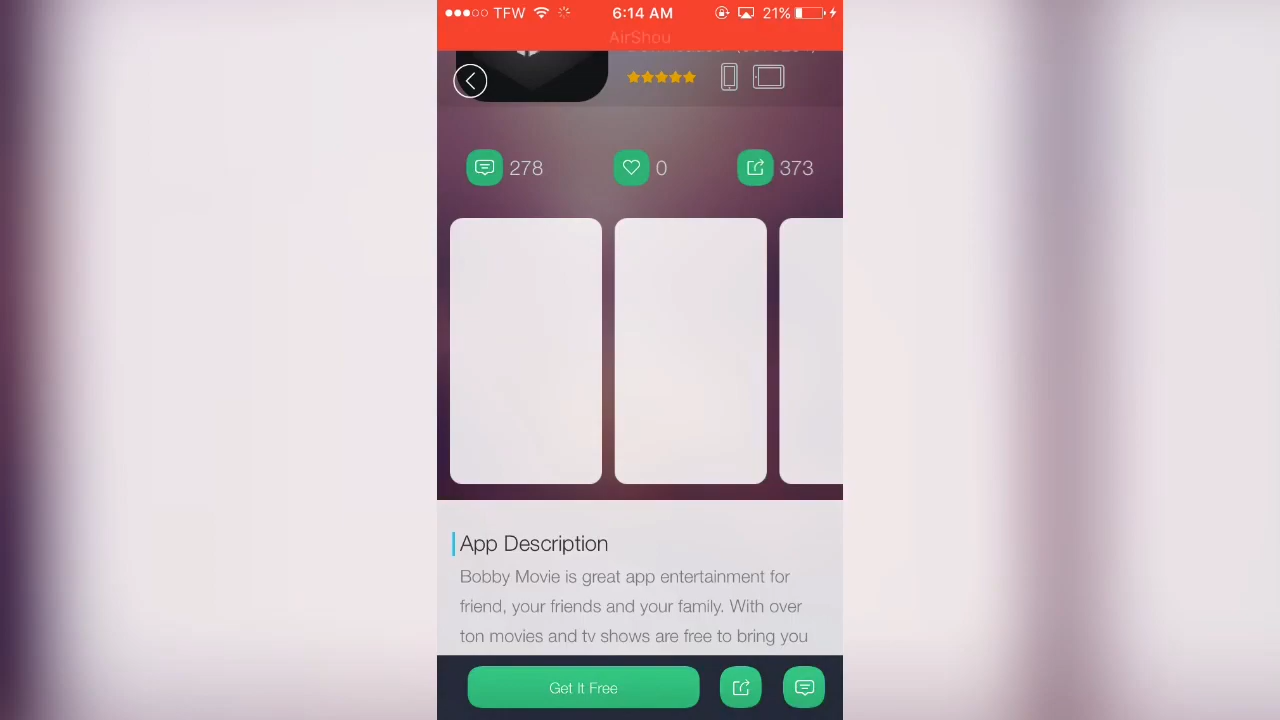 TFW 6:14 AM 21%
AirShou
278 0 373
App Description
Bobby Movie is great app entertainment for
friend, your friends and your family. With over
ton movies and tv shows are free to bring you
Get It Free